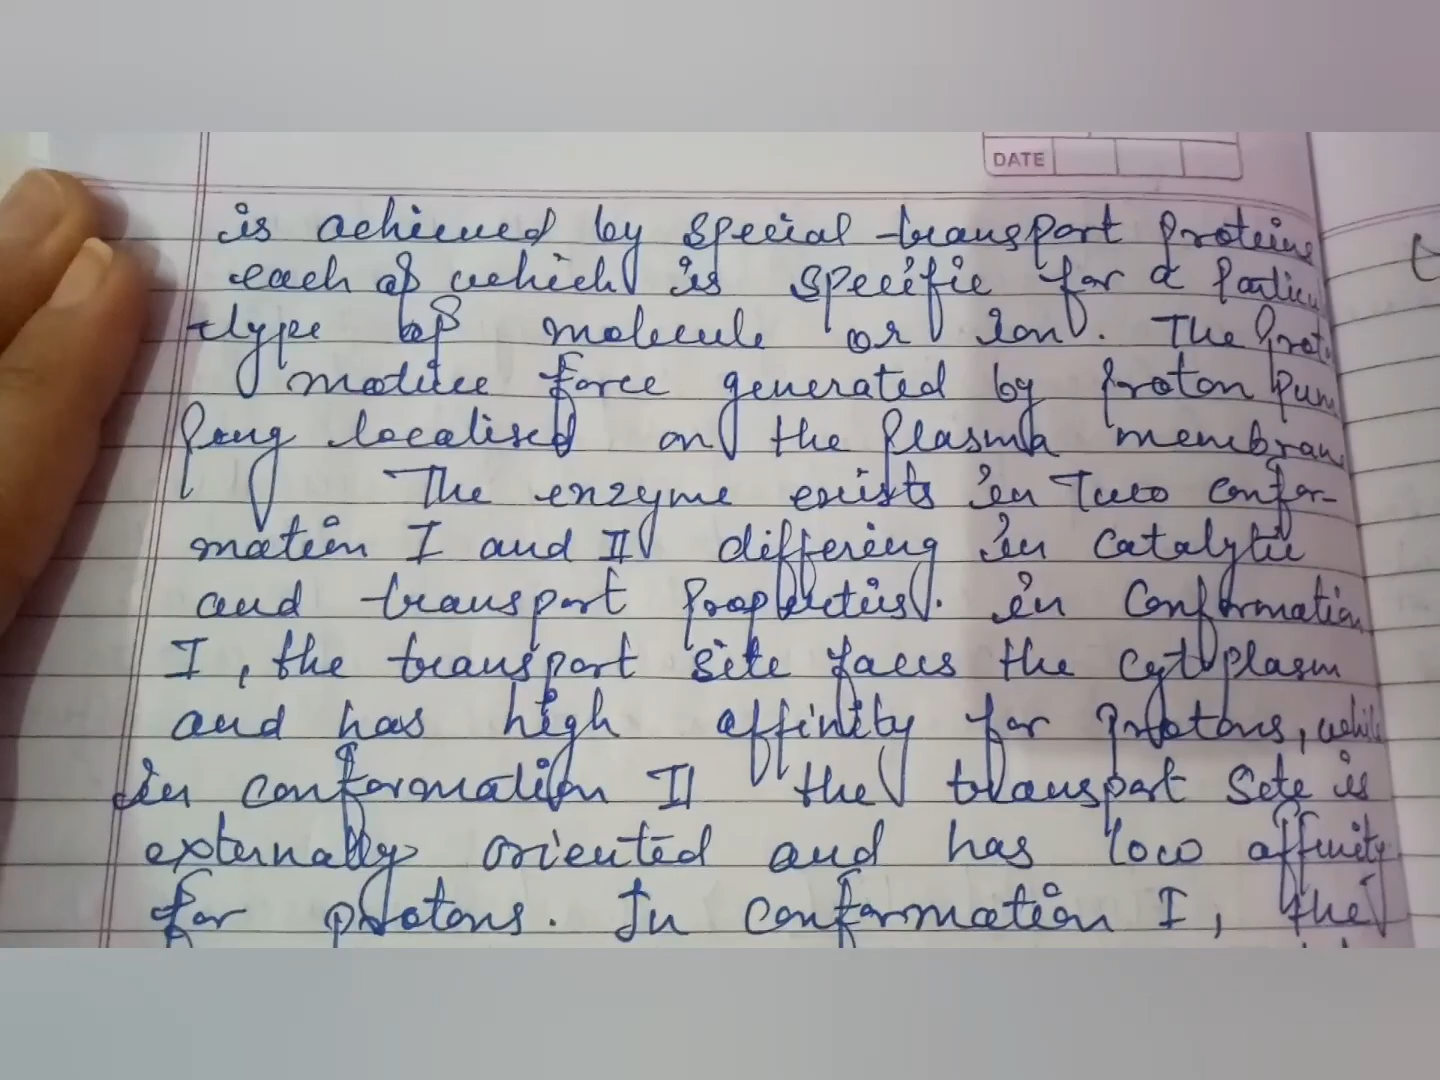 DATE
is achieved by special transport proteins
each of which is specific for a
type of molecule or Ion. The
motive force generated by proton Pum
Ping localised on the Plasma membran
The enzyme exists in Two confor-
mation I and II differing in catalytic
and transport Properties. in Conformation
I, the transport site faces the cytoplasm
and has high affinity for protons, while
in conformation II the transport Site is
externally oriented and has low affinity
for protons. In conformation I, the